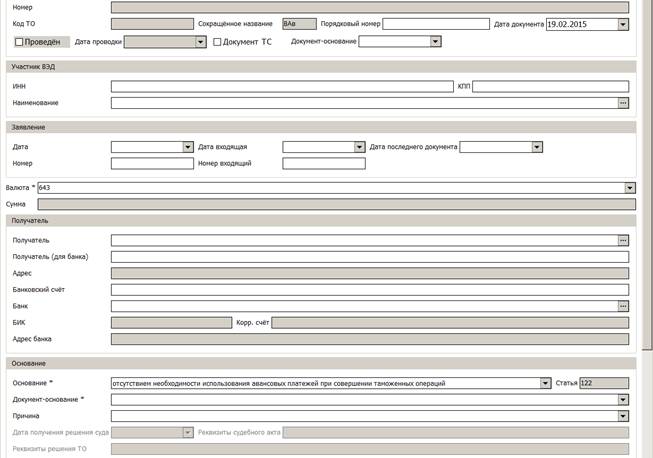 Номер
Код ТО Сокращённое название ВАв Порядковый номер Дата документа 19.02.2015
Проведён Дата проводки Документ ТС Документ-основание
Участник ВЭД
ИНН КПП
Наименование ...
Заявление
Дата Дата входящая Дата последнего документа
Номер Номер входящий
Валюта * 643
Сумма
Получатель
Получатель ...
Получатель (для банка)
Адрес
Банковский счёт
Банк ...
БИК Корр. счёт
Адрес банка
Основание
Основание * отсутствием необходимости использования авансовых платежей при совершении таможенных операций Статья 122
Документ-основание *
Причина
Дата получения решения суда Реквизиты судебного акта
Реквизиты решения ТО